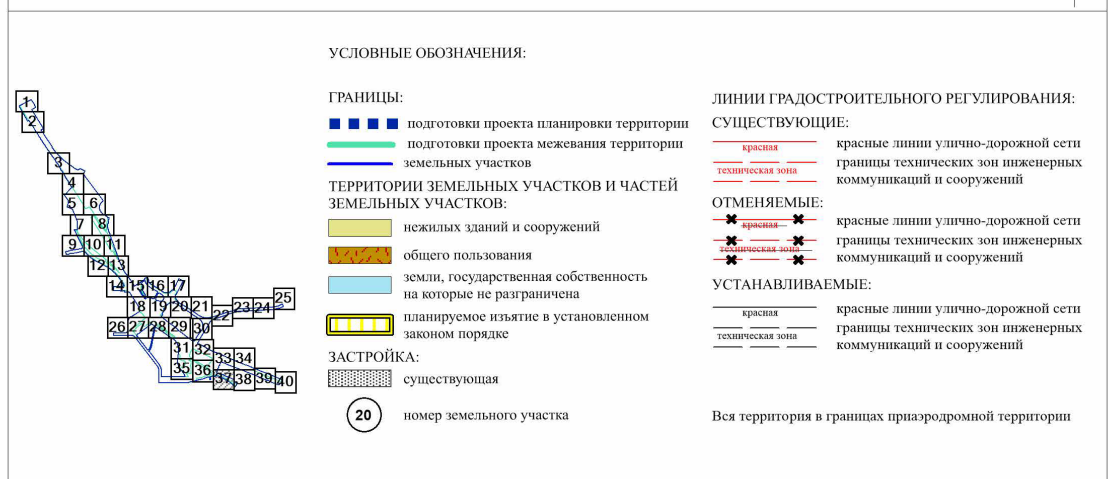 УСЛОВНЫЕ ОБОЗНАЧЕНИЯ:
1
2
3
4
5 6
7 8
9 10 11
12 13
14 15 16 17
18 19 20 21 22 23 24 25
26 27 28 29 30
31 32 33 34
35 36 37 38 39 40
ГРАНИЦЫ:
подготовки проекта планировки территории
подготовки проекта межевания территории
земельных участков
ТЕРРИТОРИИ ЗЕМЕЛЬНЫХ УЧАСТКОВ И ЧАСТЕЙ
ЗЕМЕЛЬНЫХ УЧАСТКОВ:
нежилых зданий и сооружений
общего пользования
земли, государственная собственность
на которые не разграничена
планируемое изъятие в установленном
законом порядке
ЗАСТРОЙКА:
существующая
20 номер земельного участка
ЛИНИИ ГРАДОСТРОИТЕЛЬНОГО РЕГУЛИРОВАНИЯ:
СУЩЕСТВУЮЩИЕ:
красная красные линии улично-дорожной сети
техническая зона границы технических зон инженерных
коммуникаций и сооружений
ОТМЕНЯЕМЫЕ:
красная красные линии улично-дорожной сети
техническая зона границы технических зон инженерных
коммуникаций и сооружений
УСТАНАВЛИВАЕМЫЕ:
красная красные линии улично-дорожной сети
техническая зона границы технических зон инженерных
коммуникаций и сооружений
Вся территория в границах приаэродромной территории